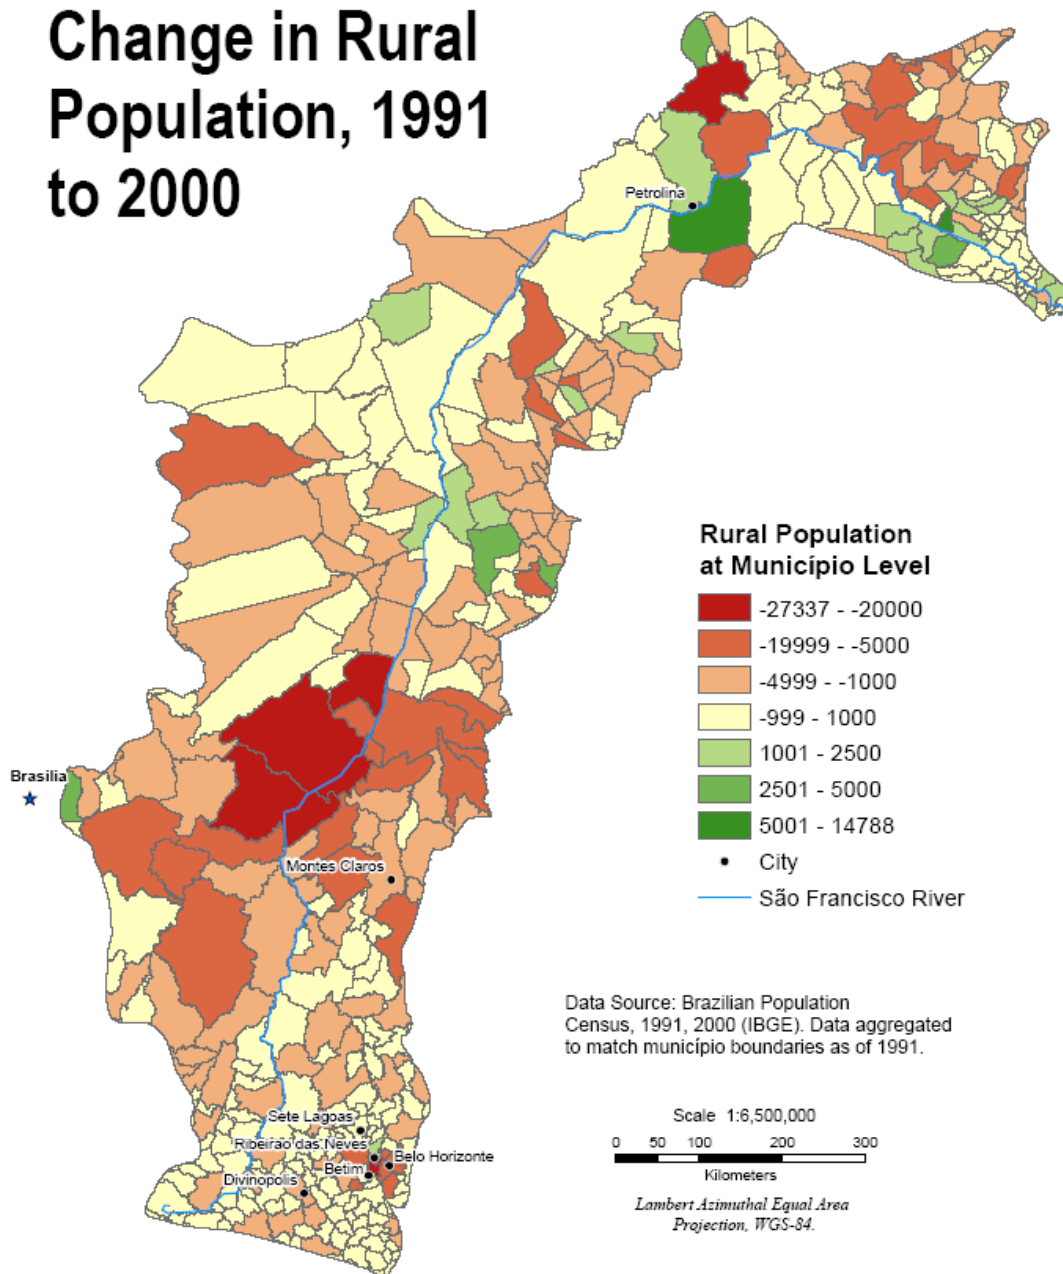 Change in Rural
Population, 1991
to 2000
Petrolina
Rural Population
at Município Level
-27337 - -20000
-19999 - -5000
-4999 - -1000
-999 - 1000
1001 - 2500
2501 - 5000
5001 - 14788
City
São Francisco River
Brasilia
Montes Claros
Data Source: Brazilian Population
Census, 1991, 2000 (IBGE). Data aggregated
to match município boundaries as of 1991.
Scale 1:6,500,000
0 50 100 200 300
Kilometers
Lambert Azimuthal Equal Area
Projection, WGS-84.
Sete Lagoas
Ribeirao das Neves
Belo Horizonte
Betim
Divinopolis